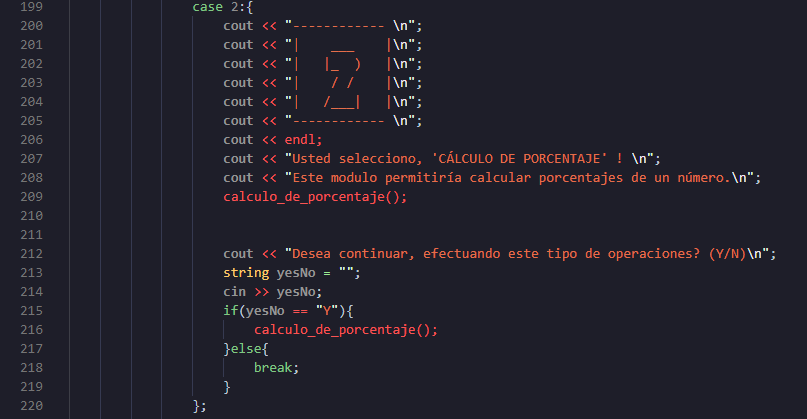 199 case 2:{
200 cout << "------------ \n";
201 cout << "|    ___    |\n";
202 cout << "|   |_  )   |\n";
203 cout << "|    / /    |\n";
204 cout << "|   /___|   |\n";
205 cout << "------------ \n";
206 cout << endl;
207 cout << "Usted selecciono, 'CÁLCULO DE PORCENTAJE' ! \n";
208 cout << "Este modulo permitiría calcular porcentajes de un número.\n";
209 calculo_de_porcentaje();
210
211
212 cout << "Desea continuar, efectuando este tipo de operaciones? (Y/N)\n";
213 string yesNo = "";
214 cin >> yesNo;
215 if(yesNo == "Y"){
216 calculo_de_porcentaje();
217 }else{
218 break;
219 }
220 };